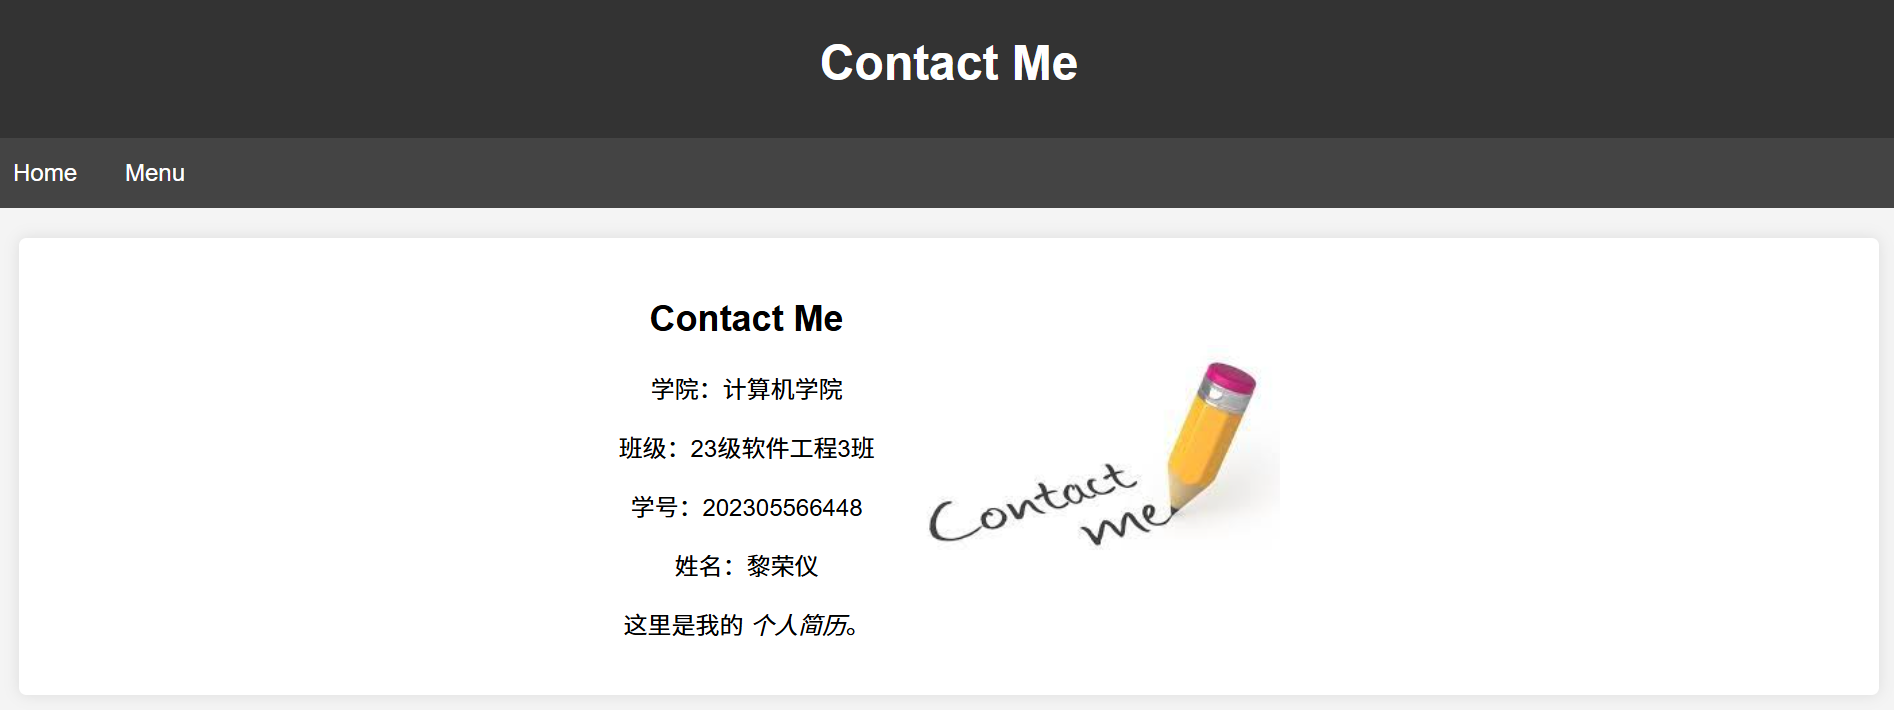 Contact Me
Home Menu
Contact Me
学院：计算机学院
班级：23级软件工程3班
学号：202305566448
姓名：黎荣仪
这里是我的 个人简历。
Contact
me